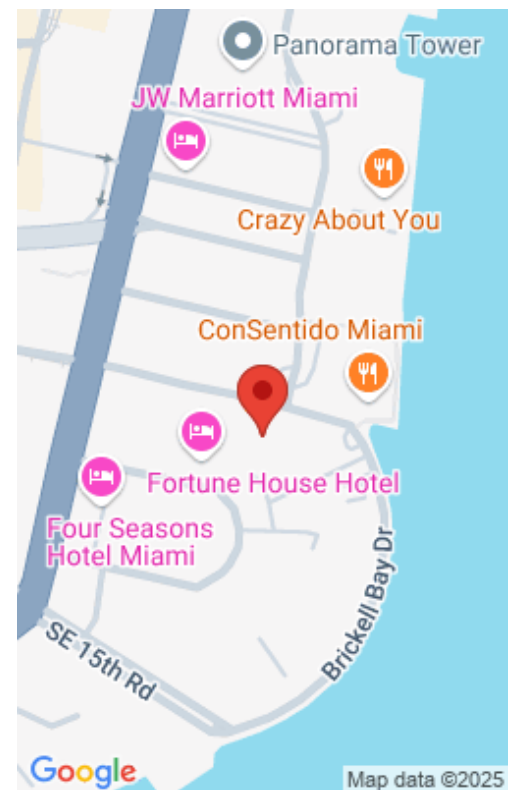 Panorama Tower
JW Marriott Miami
Crazy About You
ConSentido Miami
Fortune House Hotel
Four Seasons
Hotel Miami
Brickell Bay Dr
SE 15th Rd
Google
Map data ©2025